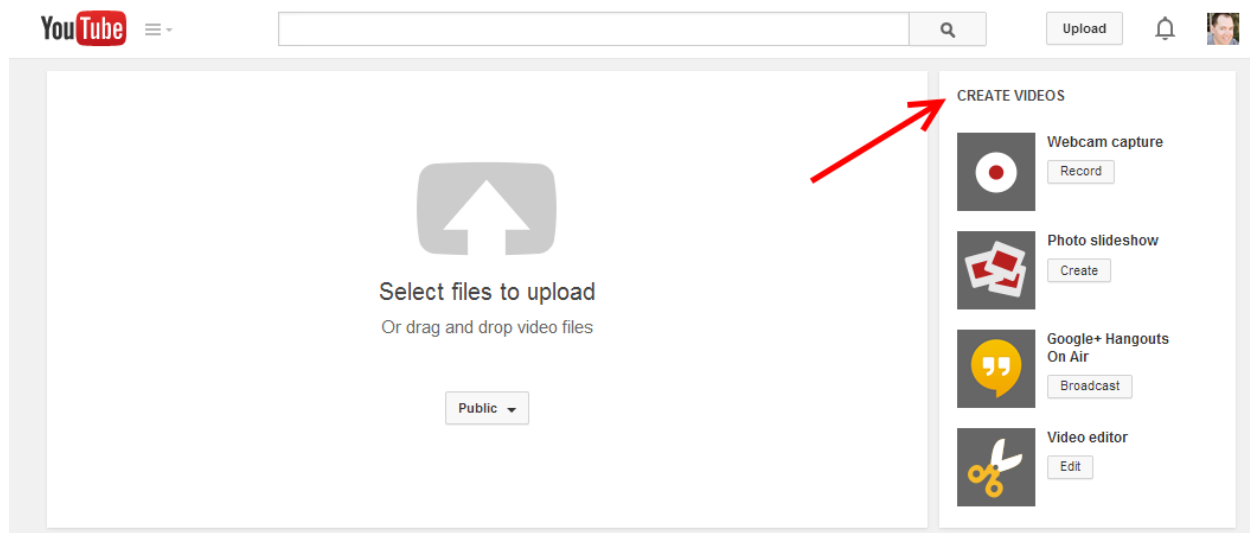 YouTube
Upload
CREATE VIDEOS
Webcam capture
Record
Photo slideshow
Create
Google+ Hangouts
On Air
Broadcast
Video editor
Edit
Select files to upload
Or drag and drop video files
Public